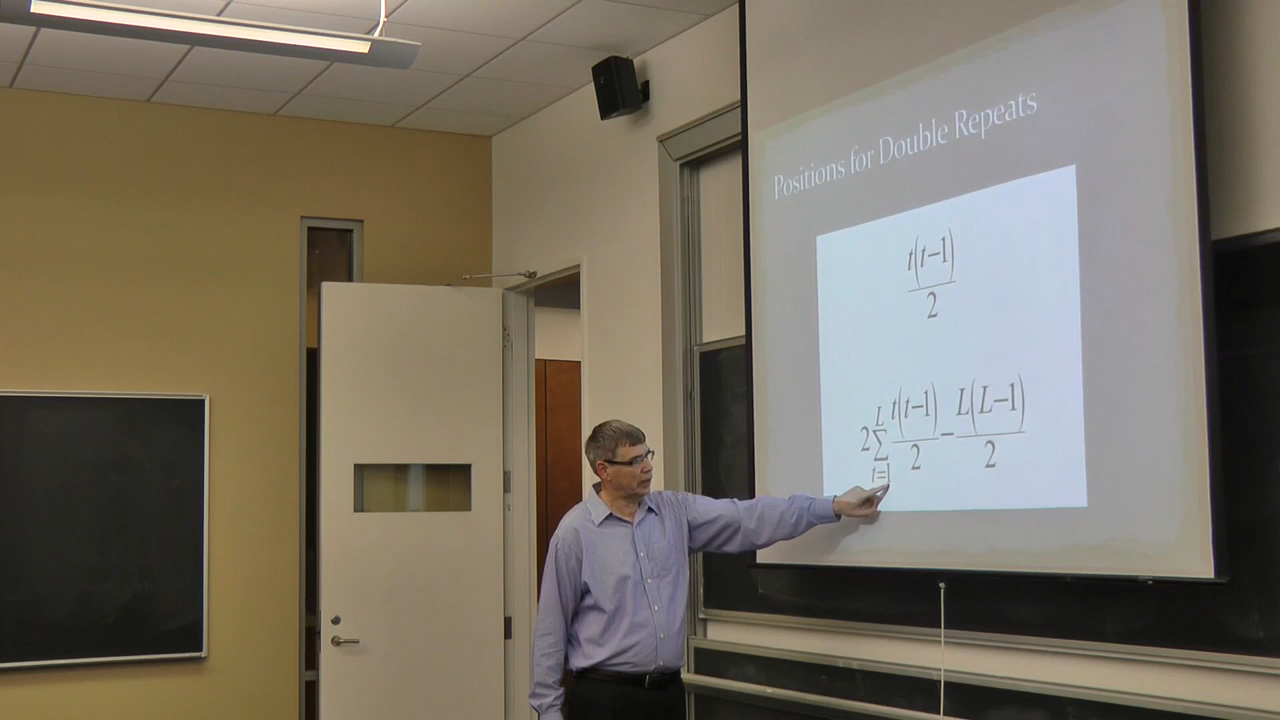 Positions for Double Repeats
t(t−1)
2
L
2∑ t(t−1)/2 − L(L−1)/2
t=1